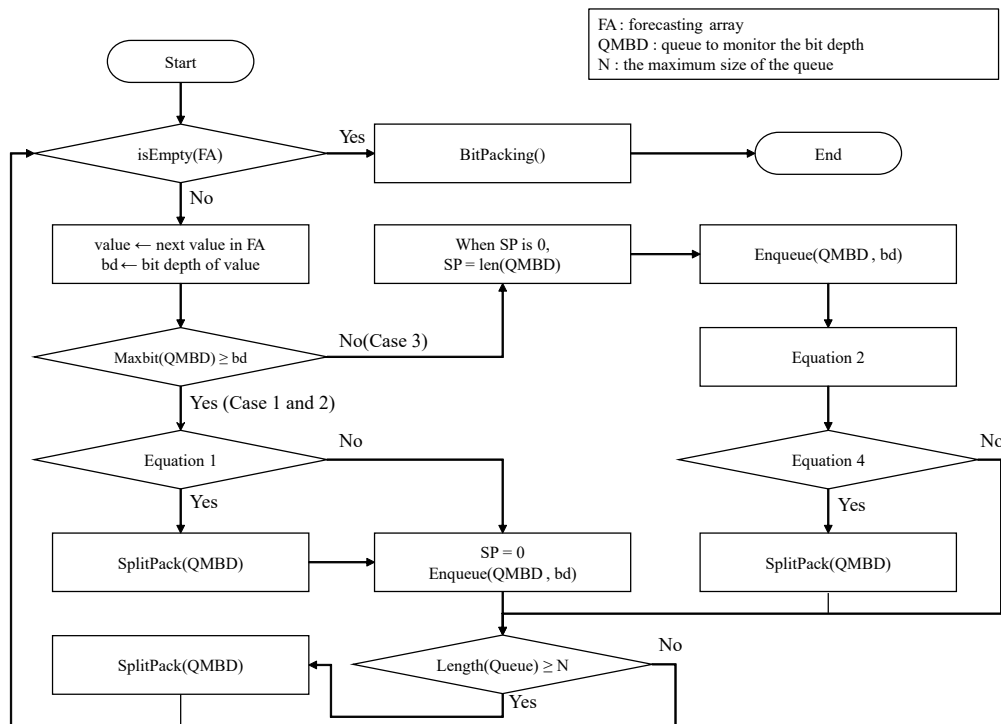 FA : forecasting array
QMBD : queue to monitor the bit depth
N : the maximum size of the queue
Start
isEmpty(FA)
Yes
BitPacking()
End
No
value ← next value in FA
bd ← bit depth of value
When SP is 0,
SP = len(QMBD)
Enqueue(QMBD , bd)
Maxbit(QMBD) ≥ bd
No(Case 3)
Equation 2
Yes (Case 1 and 2)
Equation 1
No
Equation 4
No
Yes
Yes
SplitPack(QMBD)
SP = 0
Enqueue(QMBD , bd)
SplitPack(QMBD)
SplitPack(QMBD)
Length(Queue) ≥ N
No
Yes